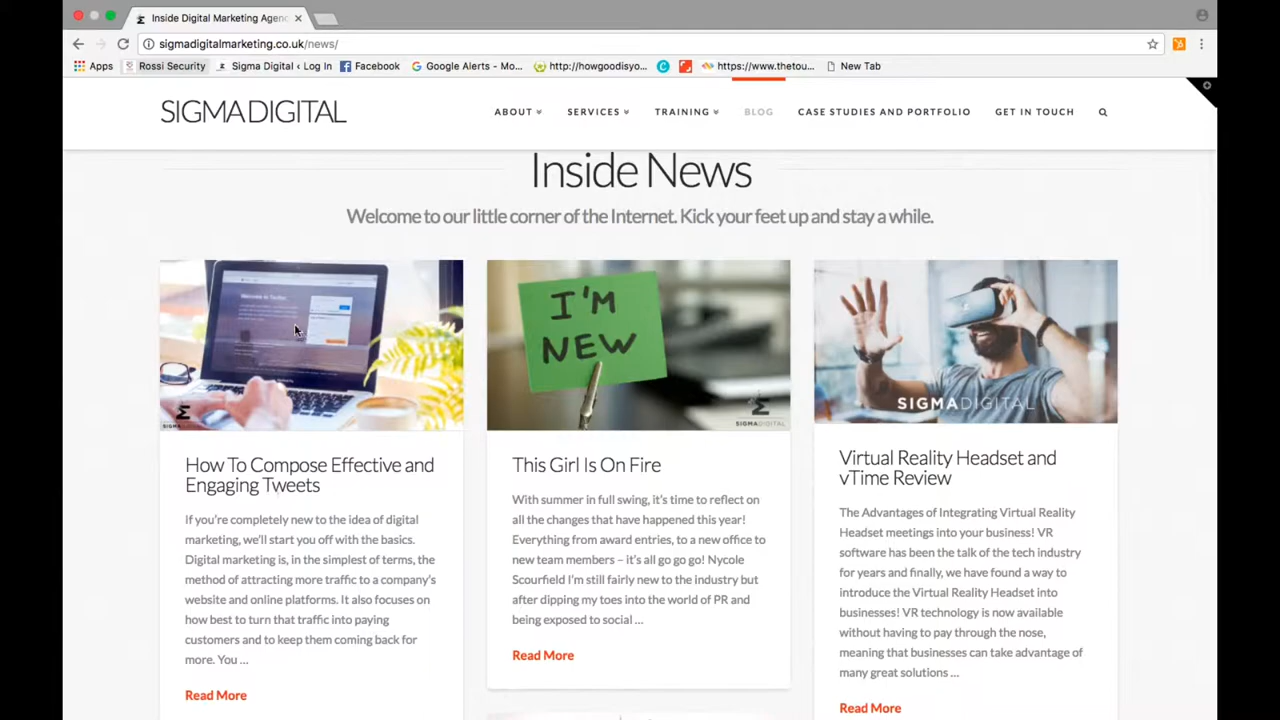 Inside Digital Marketing Agenc
sigmadigitalmarketing.co.uk/news/
Apps Rossi Security Sigma Digital ‹ Log In Facebook Google Alerts - Mo... http://howgoodisyo... https://www.thetou... New Tab
SIGMADIGITAL
ABOUT SERVICES TRAINING BLOG CASE STUDIES AND PORTFOLIO GET IN TOUCH
Inside News
Welcome to our little corner of the Internet. Kick your feet up and stay a while.
I'M
NEW
SIGMADIGITAL
SIGMADIGITAL
SIGMADIGITAL
How To Compose Effective and
Engaging Tweets
If you're completely new to the idea of digital
marketing, we'll start you off with the basics.
Digital marketing is, in the simplest of terms, the
method of attracting more traffic to a company's
website and online platforms. It also focuses on
how best to turn that traffic into paying
customers and to keep them coming back for
more. You ...
Read More
This Girl Is On Fire
With summer in full swing, it's time to reflect on
all the changes that have happened this year!
Everything from award entries, to a new office to
new team members – it's all go go go! Nycole
Scourfield I'm still fairly new to the industry but
after dipping my toes into the world of PR and
being exposed to social ...
Read More
Virtual Reality Headset and
vTime Review
The Advantages of Integrating Virtual Reality
Headset meetings into your business! VR
software has been the talk of the tech industry
for years and finally, we have found a way to
introduce the Virtual Reality Headset into
businesses! VR technology is now available
without having to pay through the nose,
meaning that businesses can take advantage of
many great solutions ...
Read More